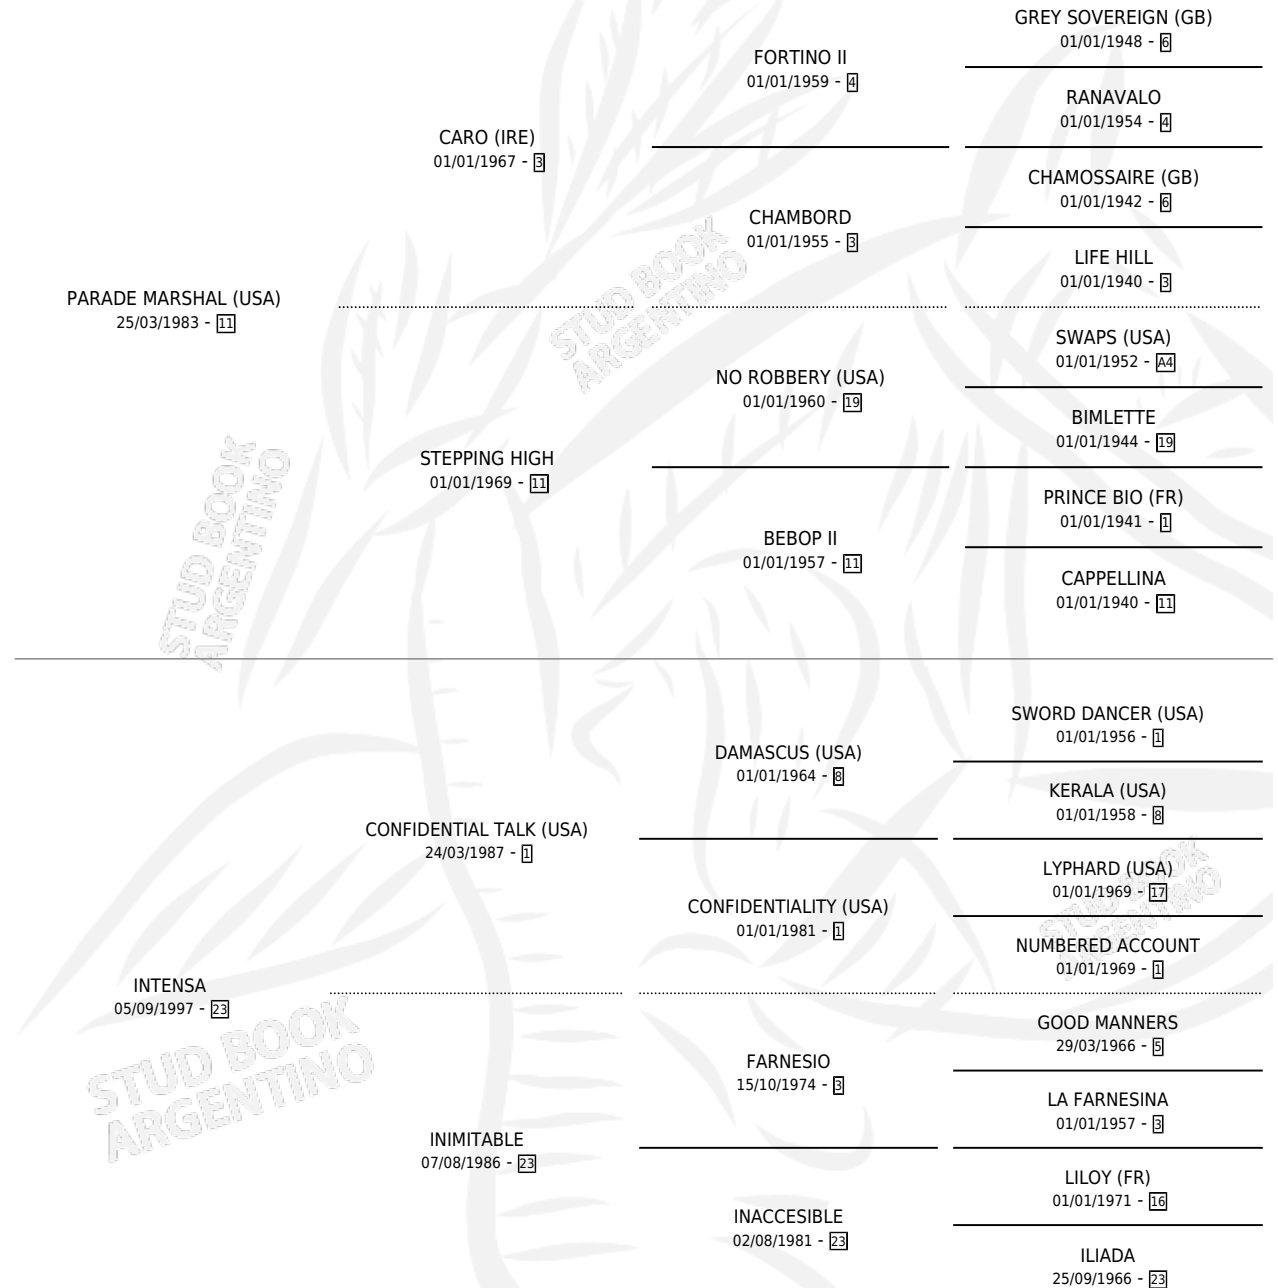 GREY SOVEREIGN (GB)
01/01/1948 - 6
FORTINO II
01/01/1959 - 4
RANAVALO
01/01/1954 - 4
CARO (IRE)
01/01/1967 - 3
CHAMOSSAIRE (GB)
01/01/1942 - 6
CHAMBORD
01/01/1955 - 3
LIFE HILL
01/01/1940 - 3
PARADE MARSHAL (USA)
25/03/1983 - 11
SWAPS (USA)
01/01/1952 - A4
NO ROBBERY (USA)
01/01/1960 - 19
BIMLETTE
01/01/1944 - 19
STEPPING HIGH
01/01/1969 - 11
PRINCE BIO (FR)
01/01/1941 - 1
BEBOP II
01/01/1957 - 11
CAPPELLINA
01/01/1940 - 11
SWORD DANCER (USA)
01/01/1956 - 1
DAMASCUS (USA)
01/01/1964 - 8
KERALA (USA)
01/01/1958 - 8
CONFIDENTIAL TALK (USA)
24/03/1987 - 1
LYPHARD (USA)
01/01/1969 - 17
CONFIDENTIALITY (USA)
01/01/1981 - 1
NUMBERED ACCOUNT
01/01/1969 - 1
INTENSA
05/09/1997 - 23
GOOD MANNERS
29/03/1966 - 5
FARNESIO
15/10/1974 - 3
LA FARNESINA
01/01/1957 - 3
INIMITABLE
07/08/1986 - 23
LILOY (FR)
01/01/1971 - 16
INACCESIBLE
02/08/1981 - 23
ILIADA
25/09/1966 - 23
STUD BOOK
ARGENTINO
STUD BOOK
ARGENTINO
STUD BOOK
ARGENTINO
STUD BOOK
ARGENTINO